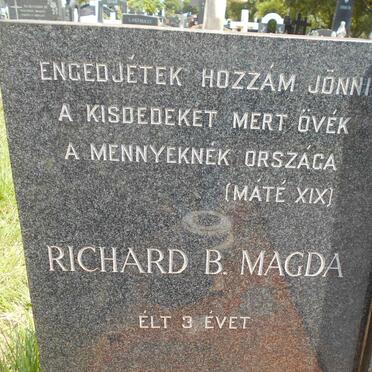 ENGEDJÉTEK HOZZÁM JÖNNI
A KISDEDEKET MERT ÖVÉK
A MENNYEKNÉK ORSZÁGA
(MÁTÉ XIX)
RICHARD B. MAGDA
ÉLT 3 ÉVET